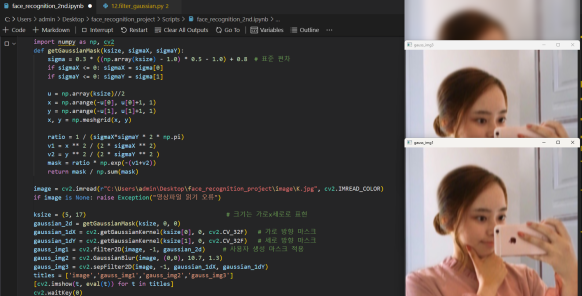 face_recognition_2nd.ipynb
12.filter_gaussian.py 2
C: > Users > admin > Desktop > face_recognition_project > Scripts > face_recognition_2nd.ipynb > ...
+ Code + Markdown | Interrupt Restart Clear All Outputs Go To | Variables Outline ...
import numpy as np, cv2
def getGaussianMask(ksize, sigmaX, sigmaY):
sigma = 0.3 * ((np.array(ksize) - 1.0) * 0.5 - 1.0) + 0.8 # 표준 편차
if sigmaX <= 0: sigmaX = sigma[0]
if sigmaY <= 0: sigmaY = sigma[1]
u = np.array(ksize)//2
x = np.arange(-u[0], u[0]+1, 1)
y = np.arange(-u[1], u[1]+1, 1)
x, y = np.meshgrid(x, y)
ratio = 1 / (sigmaX*sigmaY * 2 * np.pi)
v1 = x ** 2 / (2 * sigmaX ** 2)
v2 = y ** 2 / (2 * sigmaY ** 2 )
mask = ratio * np.exp(-(v1+v2))
return mask / np.sum(mask)
image = cv2.imread(r"C:\Users\admin\Desktop\face_recognition_project\image\K.jpg", cv2.IMREAD_COLOR)
if image is None: raise Exception("영상파일 읽기 오류")
ksize = (5, 17) # 크기는 가로x세로로 표현
gaussian_2d = getGaussianMask(ksize, 0, 0)
gaussian_1dX = cv2.getGaussianKernel(ksize[0], 0, cv2.CV_32F) # 가로 방향 마스크
gaussian_1dY = cv2.getGaussianKernel(ksize[1], 0, cv2.CV_32F) # 세로 방향 마스크
gauss_img1 = cv2.filter2D(image, -1, gaussian_2d) # 사용자 생성 마스크 적용
gauss_img2 = cv2.GaussianBlur(image, (0,0), 10.7, 1.3)
gauss_img3 = cv2.sepFilter2D(image, -1, gaussian_1dX, gaussian_1dY)
titles = ['image','gauss_img1','gauss_img2','gauss_img3']
[cv2.imshow(t, eval(t)) for t in titles]
cv2.waitKey(0)
gauss_img3